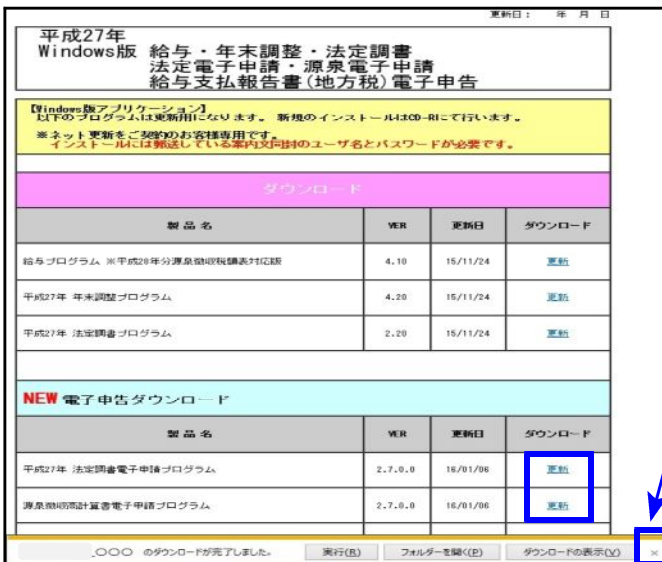 更新日： 年 月 日
平成27年
Windows版 給与・年末調整・法定調書
法定電子申請・源泉電子申請
給与支払報告書(地方税)電子申告
【Windows版アプリケーション】
以下のプログラムは更新用になります。 新規のインストールはCD-Rにて行います。
※ネット更新をご契約のお客様専用です。
インストールには郵送している案内文同封のユーザ名とパスワードが必要です。
ダウンロード
製品名 VER 更新日 ダウンロード
給与プログラム ※平成28年分源泉徴収税額表対応版 4.10 15/11/24 更新
平成27年 年末調整プログラム 4.20 15/11/24 更新
平成27年 法定調書プログラム 2.20 15/11/24 更新
NEW 電子申告ダウンロード
製品名 VER 更新日 ダウンロード
平成27年 法定調書電子申請プログラム 2.7.0.0 16/01/06 更新
源泉徴収高計算書電子申請プログラム 2.7.0.0 16/01/06 更新
_○○○ のダウンロードが完了しました。 実行(R) フォルダーを開く(P) ダウンロードの表示(V) ×